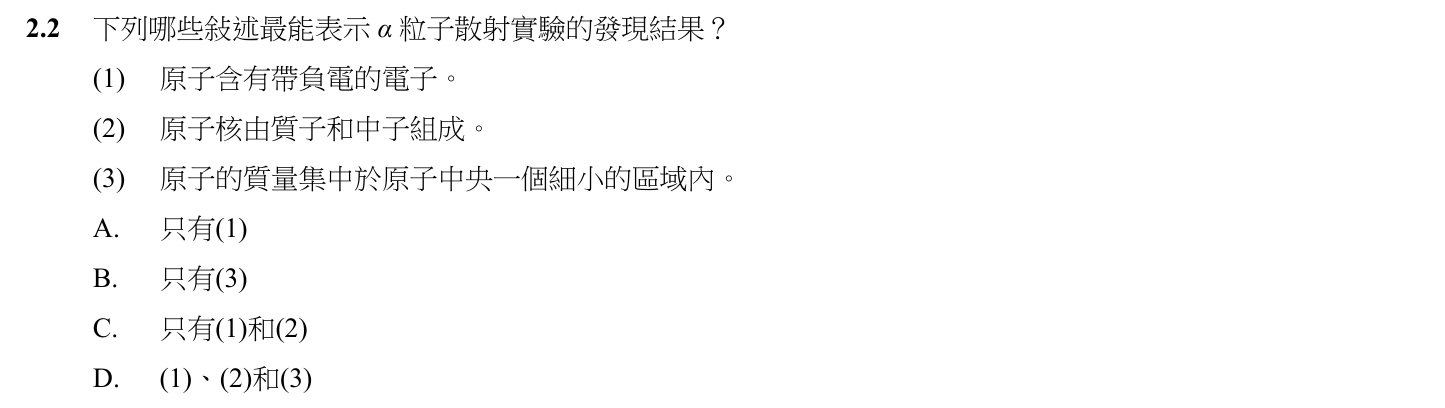 2.2 下列哪些敍述最能表示 α 粒子散射實驗的發現結果？
(1) 原子含有帶負電的電子。
(2) 原子核由質子和中子組成。
(3) 原子的質量集中於原子中央一個細小的區域內。
A. 只有(1)
B. 只有(3)
C. 只有(1)和(2)
D. (1)、(2)和(3)